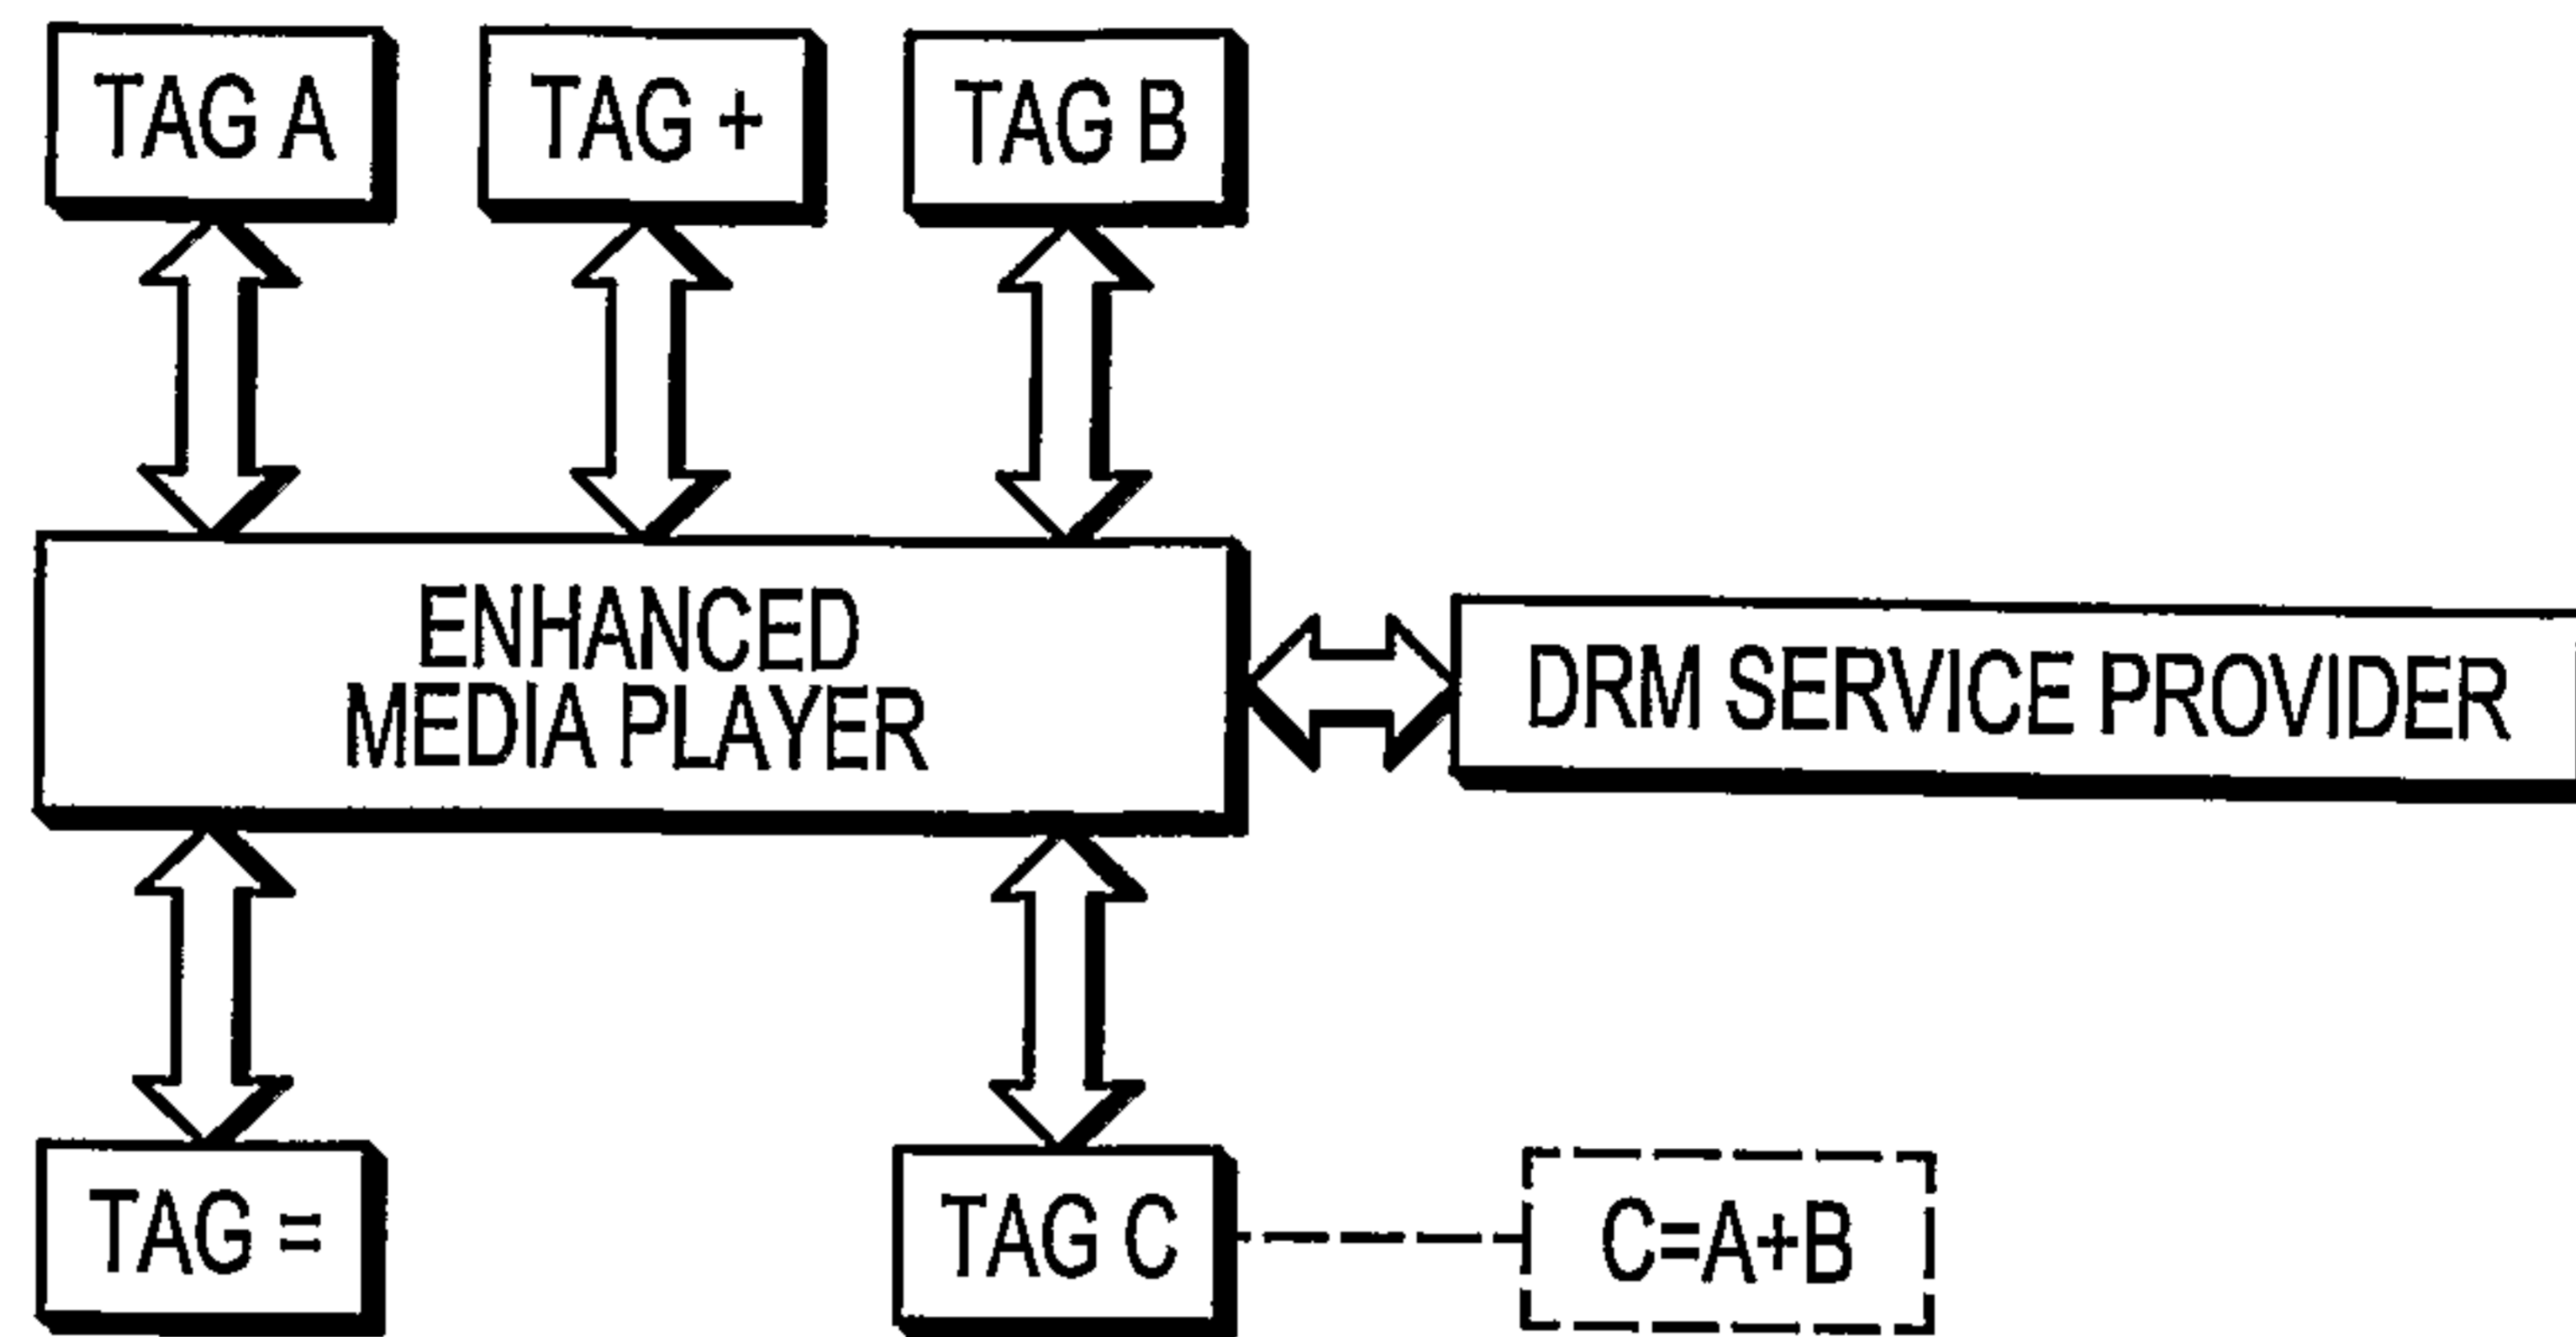 TAG A
TAG +
TAG B
ENHANCED
MEDIA PLAYER
DRM SERVICE PROVIDER
TAG =
TAG C
C=A+B